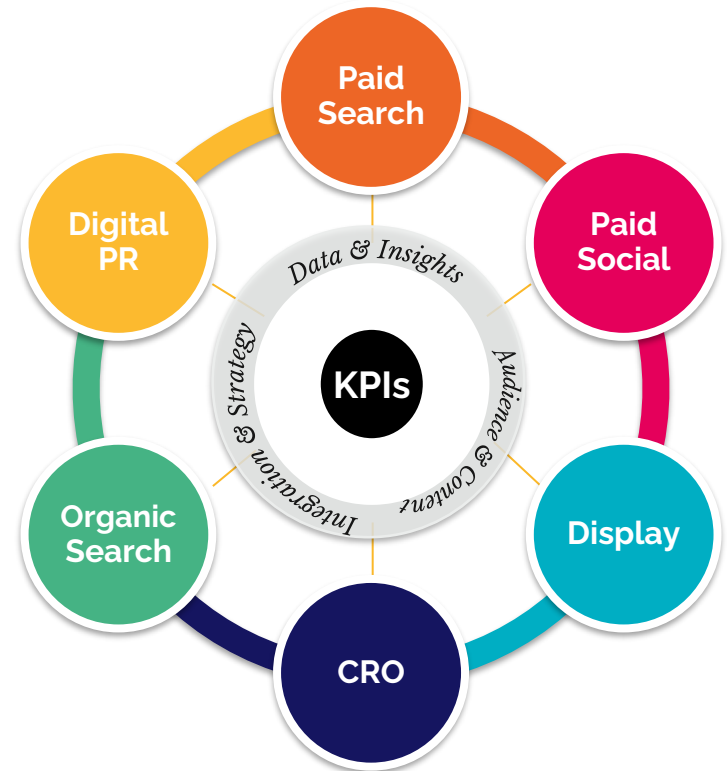 Paid
Search
Digital
PR
Paid
Social
Data & Insights
Integration & Strategy
Audience & Content
KPIs
Organic
Search
Display
CRO